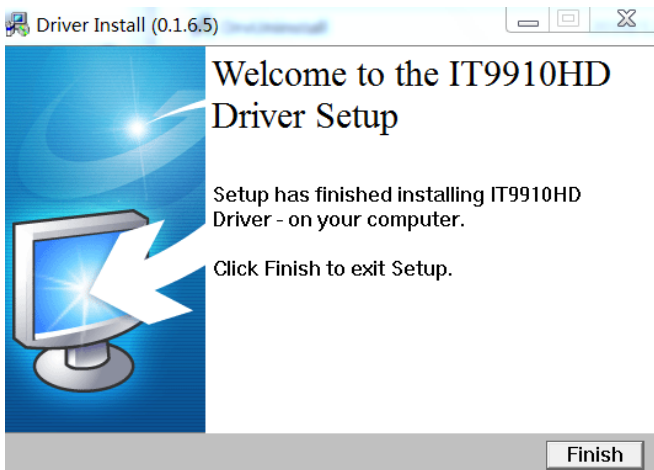 Driver Install (0.1.6.5)
Welcome to the IT9910HD
Driver Setup
Setup has finished installing IT9910HD
Driver - on your computer.
Click Finish to exit Setup.
Finish